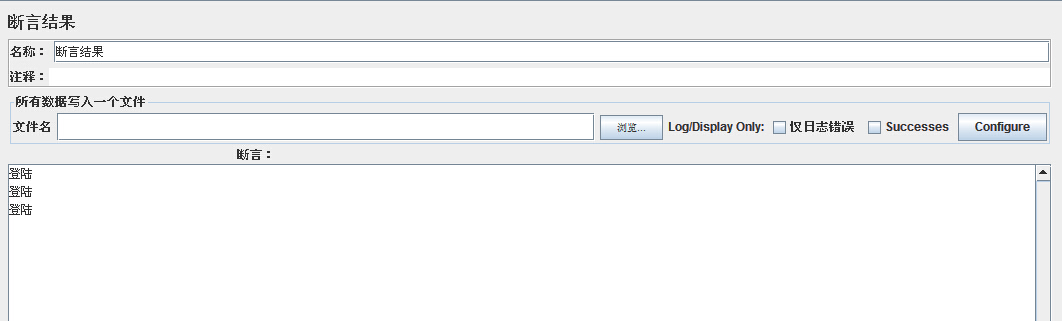 断言结果
名称： 断言结果
注释：
所有数据写入一个文件
文件名 浏览... Log/Display Only: 仅日志错误 Successes Configure
断言：
登陆
登陆
登陆